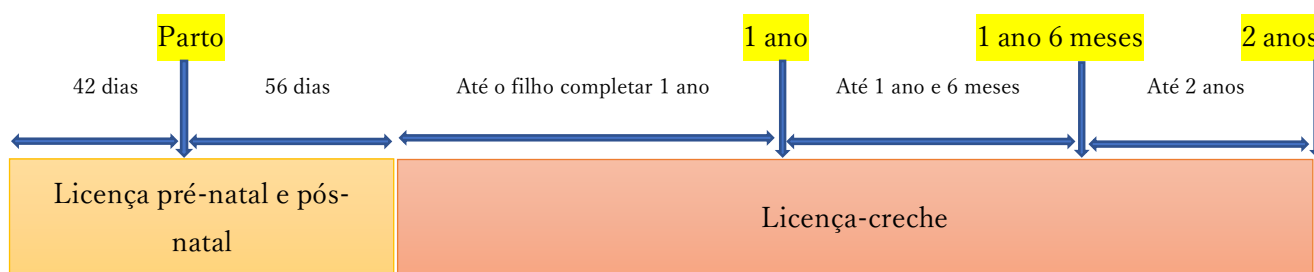 Parto
1 ano
1 ano 6 meses
2 anos
42 dias
56 dias
Até o filho completar 1 ano
Até 1 ano e 6 meses
Até 2 anos
Licença pré-natal e pós-
natal
Licença-creche